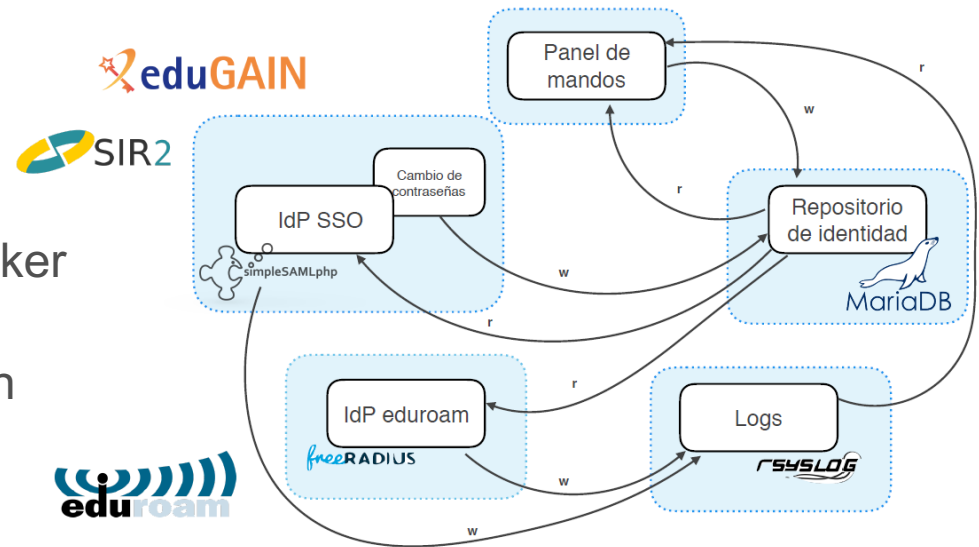 Panel de
mandos
r
eduGAIN
w
SIR2
Cambio de
contraseñas
r
Repositorio
de identidad
IdP SSO
ker
simpleSAMLphp
w
MariaDB
r
n
r
IdP eduroam
Logs
freeRADIUS
rsyslog
w
eduroam
w